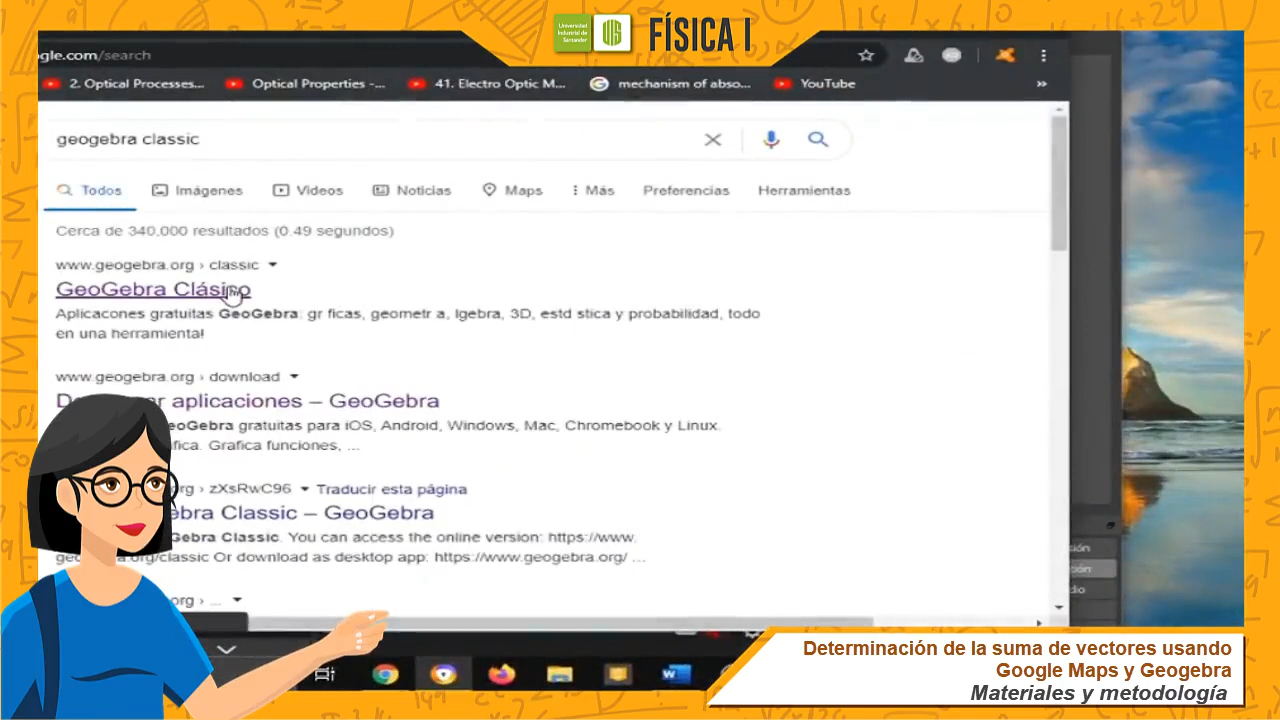 Universidad
Industrial de
Santander
UIS
FÍSICA I
gle.com/search
2. Optical Processes...
Optical Properties -...
41. Electro Optic M...
mechanism of abso...
YouTube
»
geogebra classic
Todos
Imágenes
Videos
Noticias
Maps
Más
Preferencias
Herramientas
Cerca de 340,000 resultados (0.49 segundos)
www.geogebra.org › classic
GeoGebra Clásico
Aplicacones gratuitas GeoGebra: gr ficas, geometr a, lgebra, 3D, estd stica y probabilidad, todo
en una herramienta!
www.geogebra.org › download
aplicaciones – GeoGebra
eoGebra gratuitas para iOS, Android, Windows, Mac, Chromebook y Linux.
fica. Grafica funciones, ...
rg › zXsRwC96 Traducir esta página
ebra Classic – GeoGebra
Gebra Classic. You can access the online version: https://www.
.org/classic Or download as desktop app: https://www.geogebra.org/ ...
org › ...
Determinación de la suma de vectores usando
Google Maps y Geogebra
Materiales y metodología